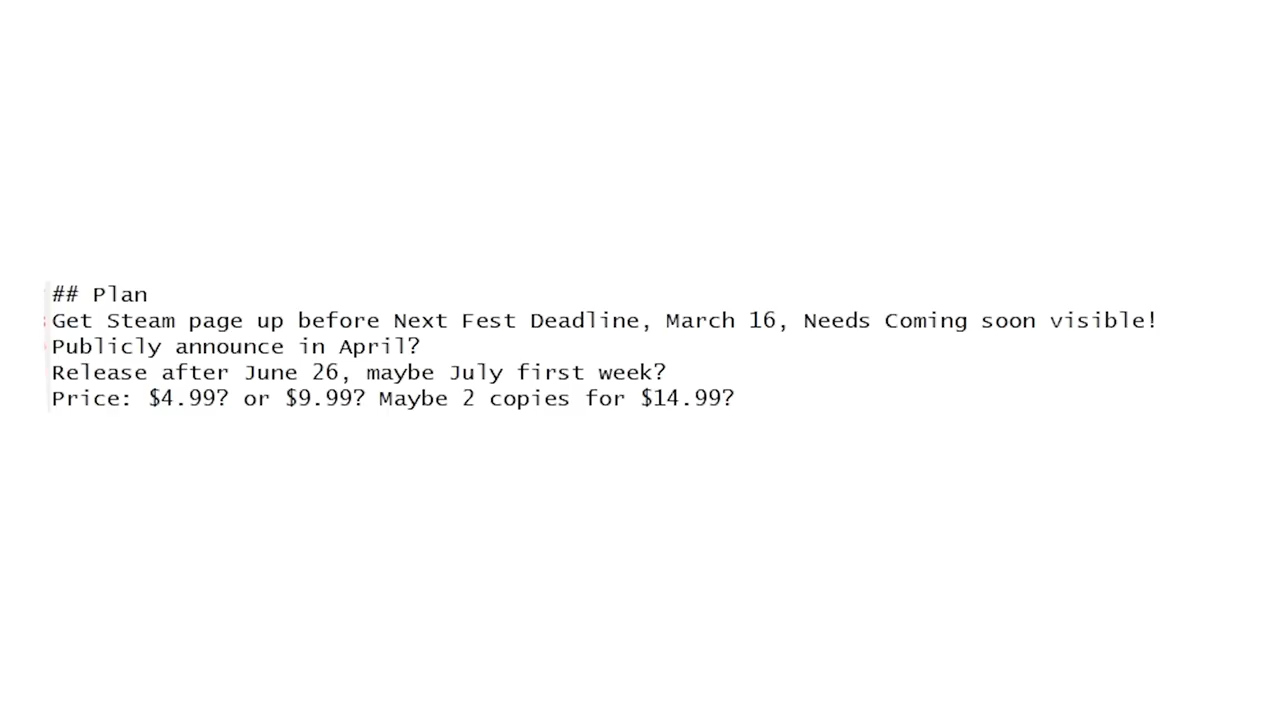 ## Plan
Get Steam page up before Next Fest Deadline, March 16, Needs Coming soon visible!
Publicly announce in April?
Release after June 26, maybe July first week?
Price: $4.99? or $9.99? Maybe 2 copies for $14.99?